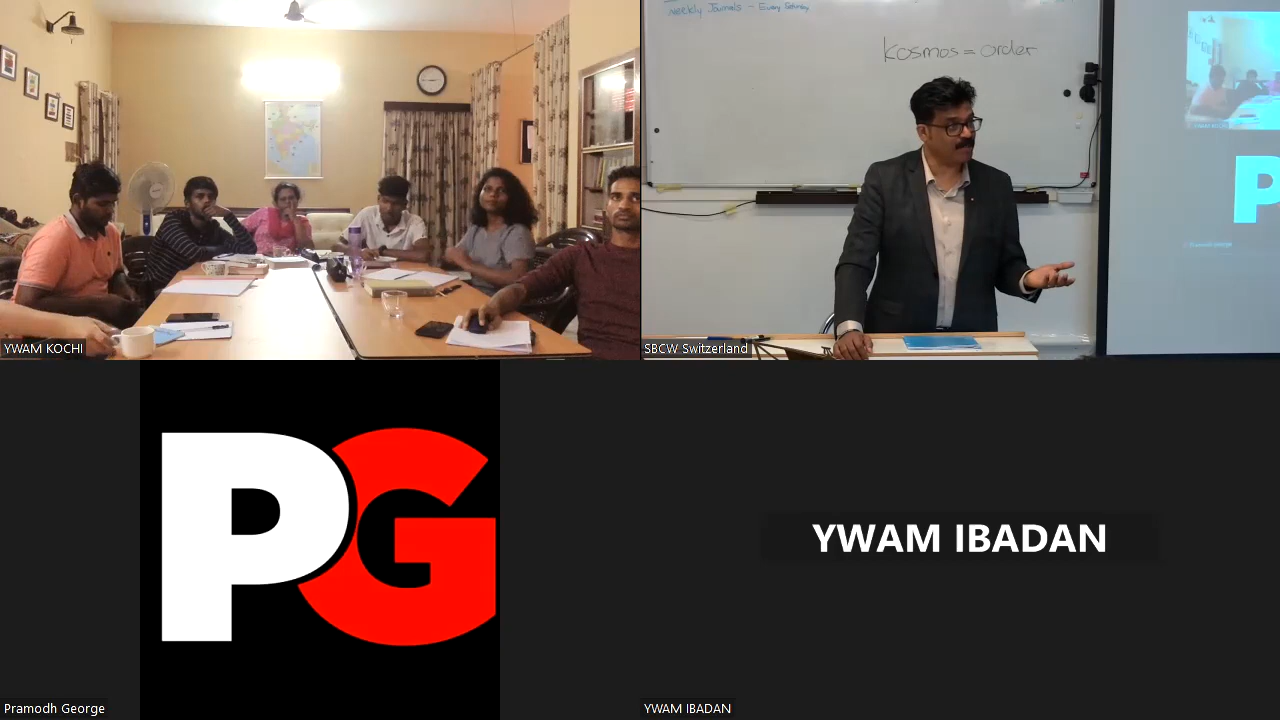 Weekly Journals - Every Saturday
kosmos = order
YWAM KOCHI
SBCW Switzerland
P
PG
Pramodh George
YWAM IBADAN
YWAM IBADAN